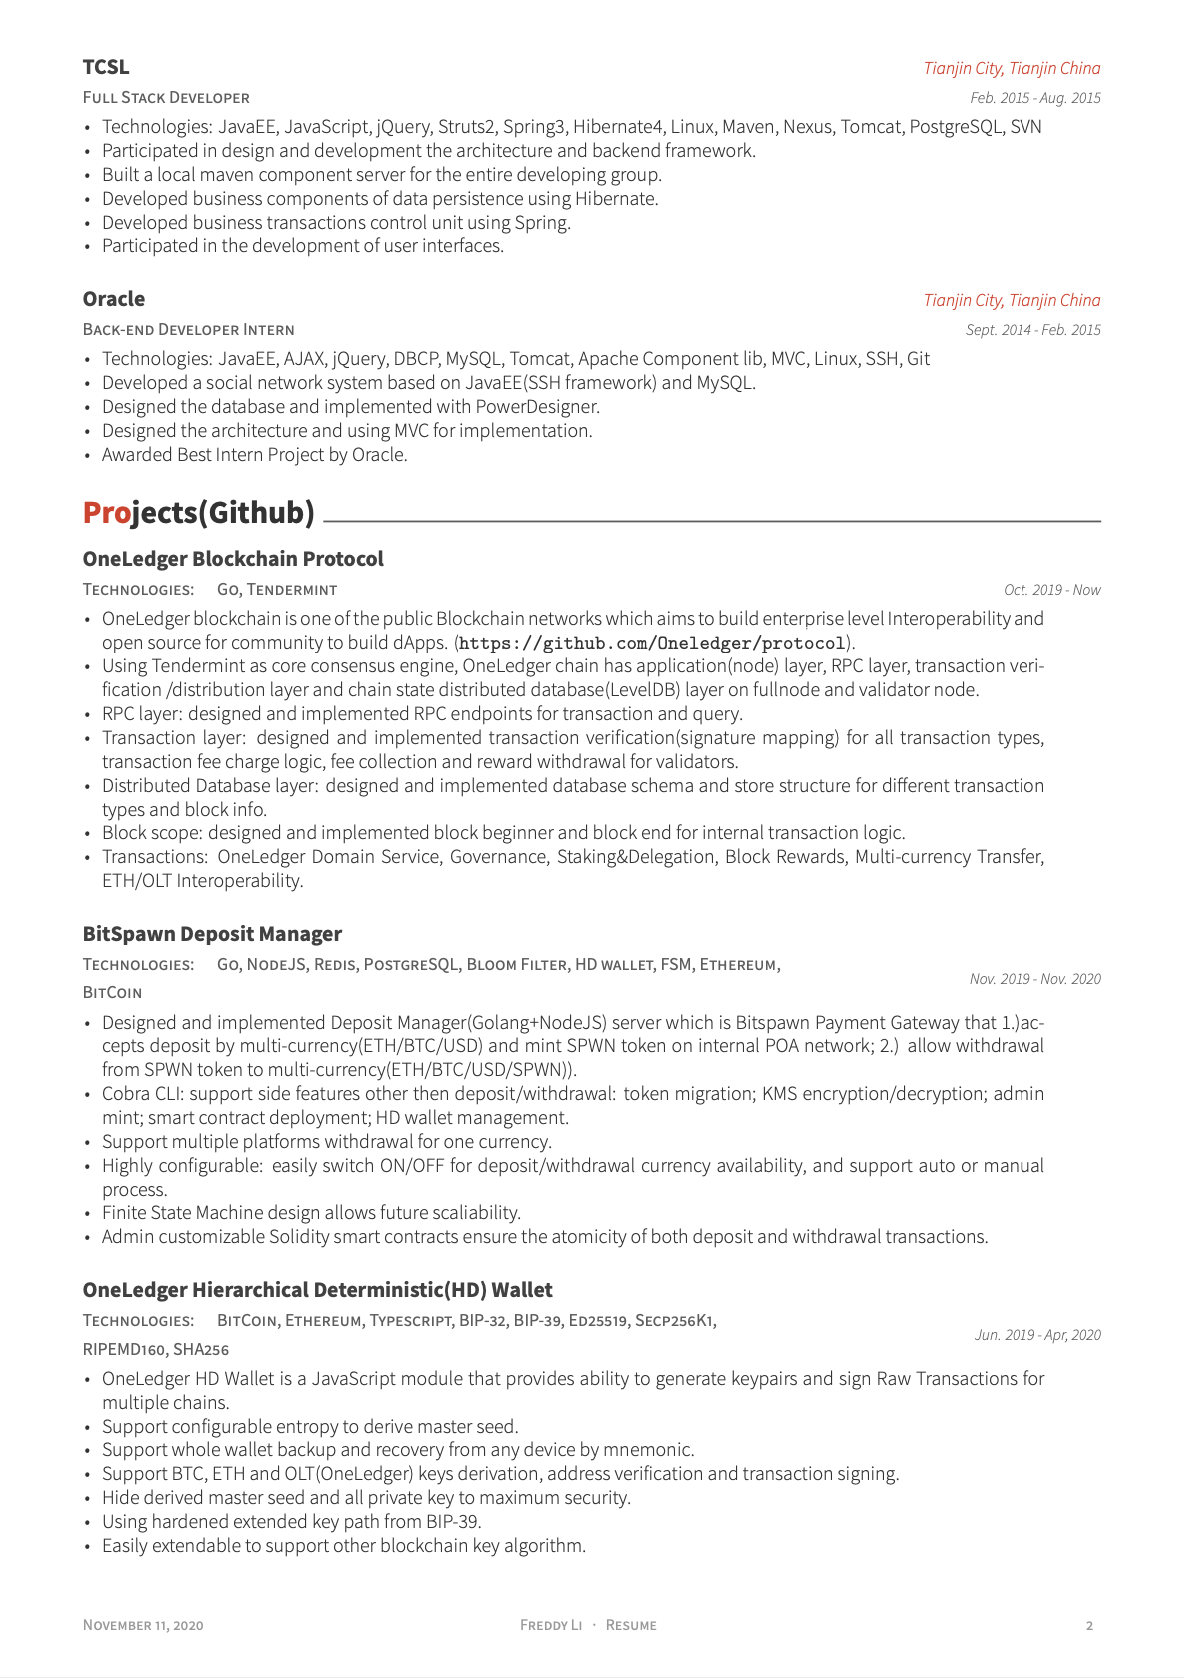 TCSL
Tianjin City, Tianjin China
Full Stack Developer
Feb. 2015 - Aug. 2015
• Technologies: JavaEE, JavaScript, jQuery, Struts2, Spring3, Hibernate4, Linux, Maven, Nexus, Tomcat, PostgreSQL, SVN
• Participated in design and development the architecture and backend framework.
• Built a local maven component server for the entire developing group.
• Developed business components of data persistence using Hibernate.
• Developed business transactions control unit using Spring.
• Participated in the development of user interfaces.
Oracle
Tianjin City, Tianjin China
Back-end Developer Intern
Sept. 2014 - Feb. 2015
• Technologies: JavaEE, AJAX, jQuery, DBCP, MySQL, Tomcat, Apache Component lib, MVC, Linux, SSH, Git
• Developed a social network system based on JavaEE(SSH framework) and MySQL.
• Designed the database and implemented with PowerDesigner.
• Designed the architecture and using MVC for implementation.
• Awarded Best Intern Project by Oracle.
Projects(Github)
OneLedger Blockchain Protocol
Technologies: Go, Tendermint
Oct. 2019 - Now
• OneLedger blockchain is one of the public Blockchain networks which aims to build enterprise level Interoperability and
open source for community to build dApps. (https://github.com/Oneledger/protocol).
• Using Tendermint as core consensus engine, OneLedger chain has application(node) layer, RPC layer, transaction veri-
fication /distribution layer and chain state distributed database(LevelDB) layer on fullnode and validator node.
• RPC layer: designed and implemented RPC endpoints for transaction and query.
• Transaction layer: designed and implemented transaction verification(signature mapping) for all transaction types,
transaction fee charge logic, fee collection and reward withdrawal for validators.
• Distributed Database layer: designed and implemented database schema and store structure for different transaction
types and block info.
• Block scope: designed and implemented block beginner and block end for internal transaction logic.
• Transactions: OneLedger Domain Service, Governance, Staking&Delegation, Block Rewards, Multi-currency Transfer,
ETH/OLT Interoperability.
BitSpawn Deposit Manager
Technologies: Go, NodeJS, Redis, PostgreSQL, Bloom Filter, HD wallet, FSM, Ethereum,
BitCoin
Nov. 2019 - Nov. 2020
• Designed and implemented Deposit Manager(Golang+NodeJS) server which is Bitspawn Payment Gateway that 1.)ac-
cepts deposit by multi-currency(ETH/BTC/USD) and mint SPWN token on internal POA network; 2.) allow withdrawal
from SPWN token to multi-currency(ETH/BTC/USD/SPWN)).
• Cobra CLI: support side features other then deposit/withdrawal: token migration; KMS encryption/decryption; admin
mint; smart contract deployment; HD wallet management.
• Support multiple platforms withdrawal for one currency.
• Highly configurable: easily switch ON/OFF for deposit/withdrawal currency availability, and support auto or manual
process.
• Finite State Machine design allows future scaliability.
• Admin customizable Solidity smart contracts ensure the atomicity of both deposit and withdrawal transactions.
OneLedger Hierarchical Deterministic(HD) Wallet
Technologies: BitCoin, Ethereum, Typescript, BIP-32, BIP-39, Ed25519, Secp256K1,
RIPEMD160, SHA256
Jun. 2019 - Apr, 2020
• OneLedger HD Wallet is a JavaScript module that provides ability to generate keypairs and sign Raw Transactions for
multiple chains.
• Support configurable entropy to derive master seed.
• Support whole wallet backup and recovery from any device by mnemonic.
• Support BTC, ETH and OLT(OneLedger) keys derivation, address verification and transaction signing.
• Hide derived master seed and all private key to maximum security.
• Using hardened extended key path from BIP-39.
• Easily extendable to support other blockchain key algorithm.
November 11, 2020
Freddy Li · Resume
2